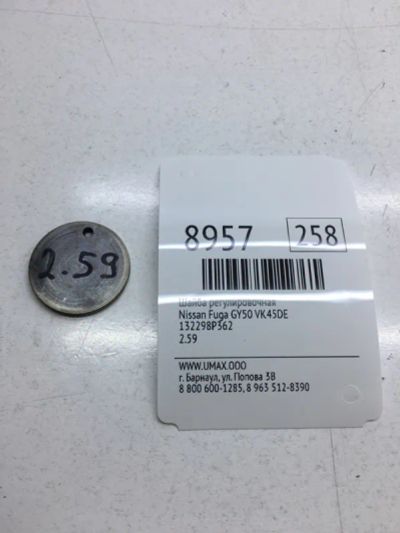 2.59
8957 258
Шайба регулировочная
Nissan Fuga GY50 VK45DE
132298P362
2.59
WWW.UMAX.OOO
г. Барнаул, ул. Попова 3В
8 800 600-1285, 8 963 512-8390